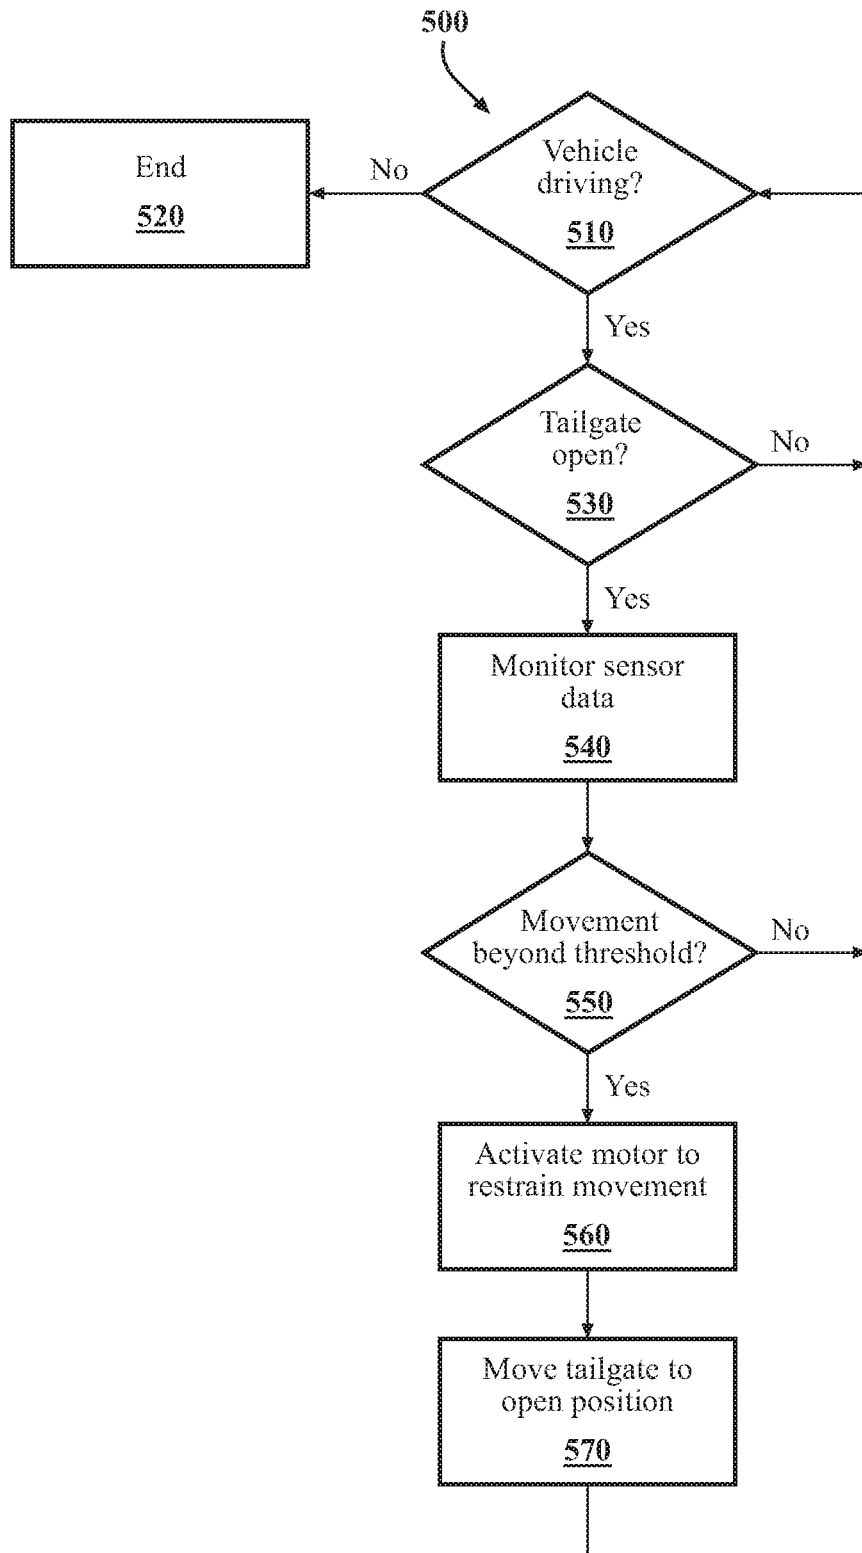 500
Vehicle
driving?
510
No
End
520
Yes
Tailgate
open?
530
No
Yes
Monitor sensor
data
540
Movement
beyond threshold?
550
No
Yes
Activate motor to
restrain movement
560
Move tailgate to
open position
570